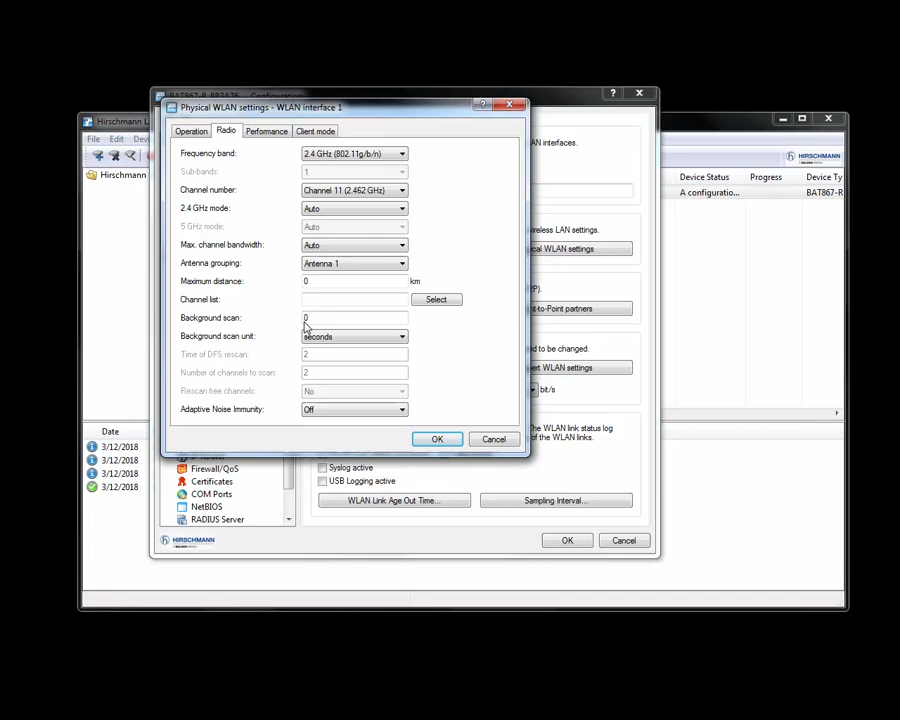 BAT867-R_883A76 - Configuration
Physical WLAN settings - WLAN interface 1
Operation Radio Performance Client mode
Frequency band: 2.4 GHz (802.11g/b/n)
Sub-bands: 1
Channel number: Channel 11 (2.462 GHz)
2.4 GHz mode: Auto
5 GHz mode: Auto
Max. channel bandwidth: Auto
Antenna grouping: Antenna 1
Maximum distance: 0 km
Channel list: Select
Background scan: 0
Background scan unit: seconds
Time of DFS rescan: 2
Number of channels to scan: 2
Rescan free channels: No
Adaptive Noise Immunity: Off
OK Cancel
Hirschmann
File Edit
Hirschmann
AN interfaces.
ireless LAN settings.
cal WLAN settings
P).
nt-to-Point partners
ed to be changed.
ert WLAN settings
bit/s
The WLAN link status log
of the WLAN links.
Syslog active
USB Logging active
WLAN Link Age Out Time... Sampling Interval...
Firewall/QoS
Certificates
COM Ports
NetBIOS
RADIUS Server
HIRSCHMANN
OK Cancel
HIRSCHMANN
Device Status Progress Device Ty
A configuratio... BAT867-R
Date
3/12/2018
3/12/2018
3/12/2018
3/12/2018